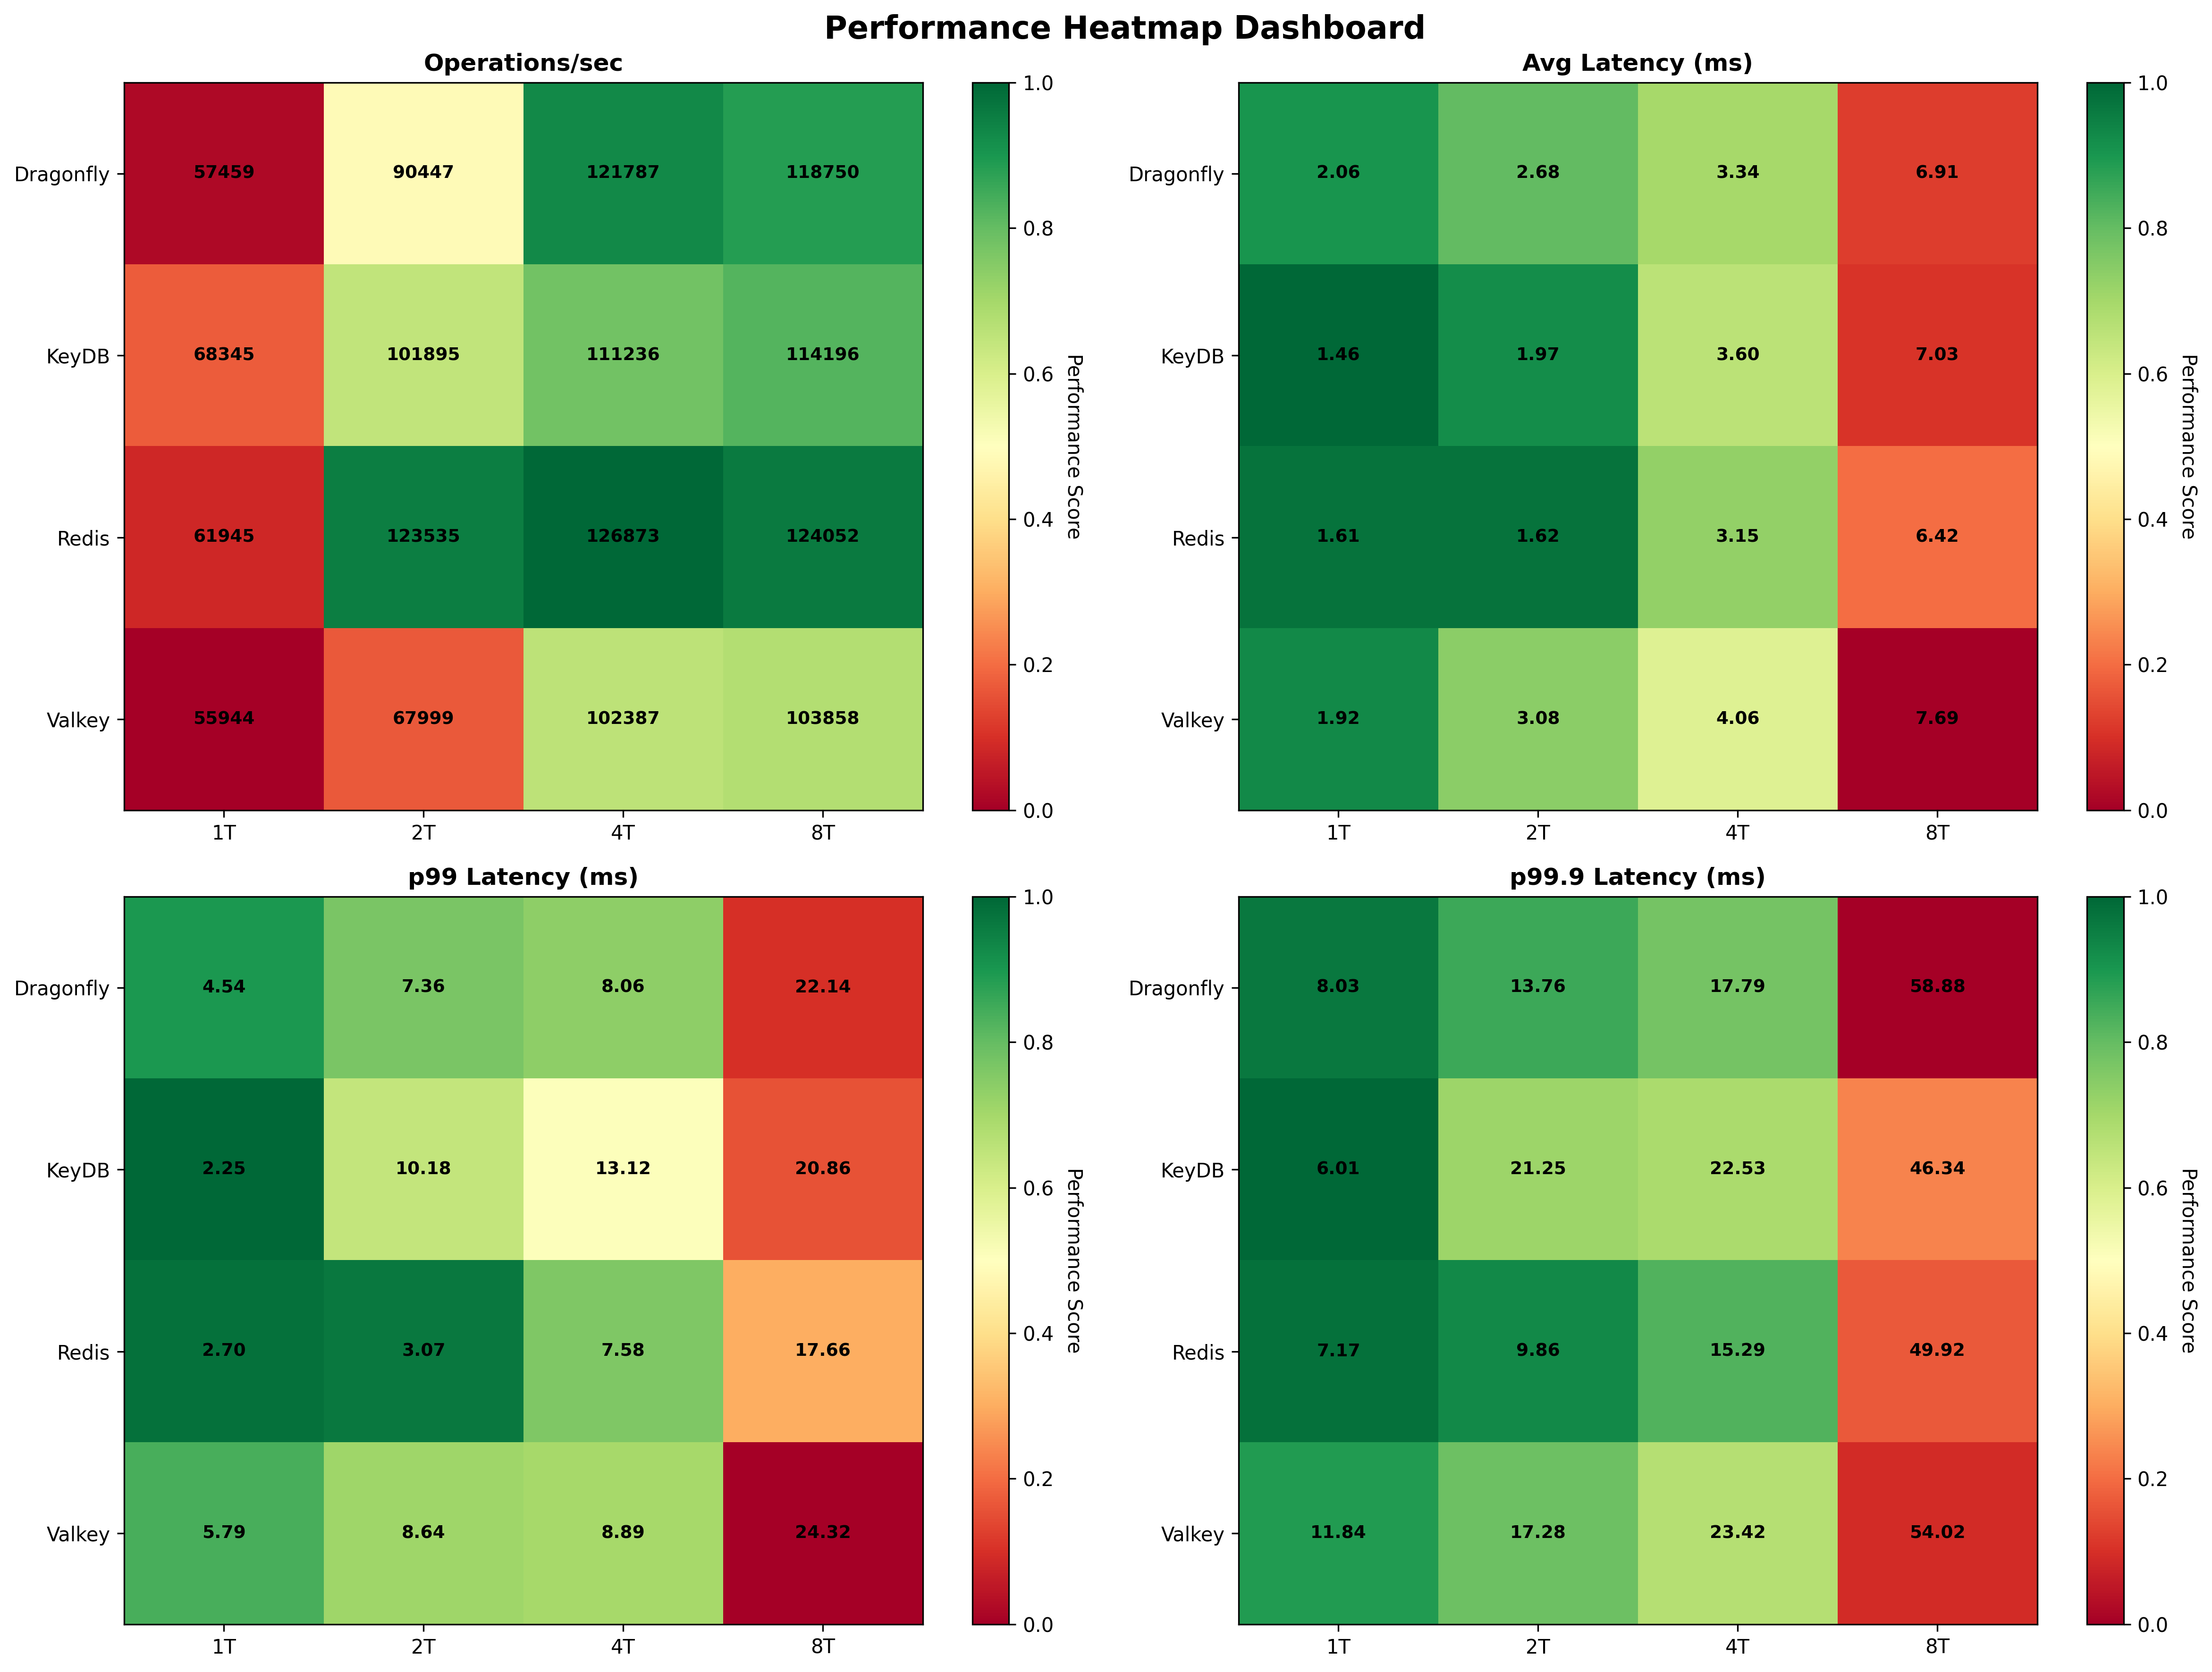 Performance Heatmap Dashboard
Operations/sec
Dragonfly 57459 90447 121787 118750
KeyDB 68345 101895 111236 114196
Redis 61945 123535 126873 124052
Valkey 55944 67999 102387 103858
1T 2T 4T 8T
1.0
0.8
0.6
0.4
0.2
0.0
Performance Score
Avg Latency (ms)
Dragonfly 2.06 2.68 3.34 6.91
KeyDB 1.46 1.97 3.60 7.03
Redis 1.61 1.62 3.15 6.42
Valkey 1.92 3.08 4.06 7.69
1T 2T 4T 8T
1.0
0.8
0.6
0.4
0.2
0.0
Performance Score
p99 Latency (ms)
Dragonfly 4.54 7.36 8.06 22.14
KeyDB 2.25 10.18 13.12 20.86
Redis 2.70 3.07 7.58 17.66
Valkey 5.79 8.64 8.89 24.32
1T 2T 4T 8T
1.0
0.8
0.6
0.4
0.2
0.0
Performance Score
p99.9 Latency (ms)
Dragonfly 8.03 13.76 17.79 58.88
KeyDB 6.01 21.25 22.53 46.34
Redis 7.17 9.86 15.29 49.92
Valkey 11.84 17.28 23.42 54.02
1T 2T 4T 8T
1.0
0.8
0.6
0.4
0.2
0.0
Performance Score